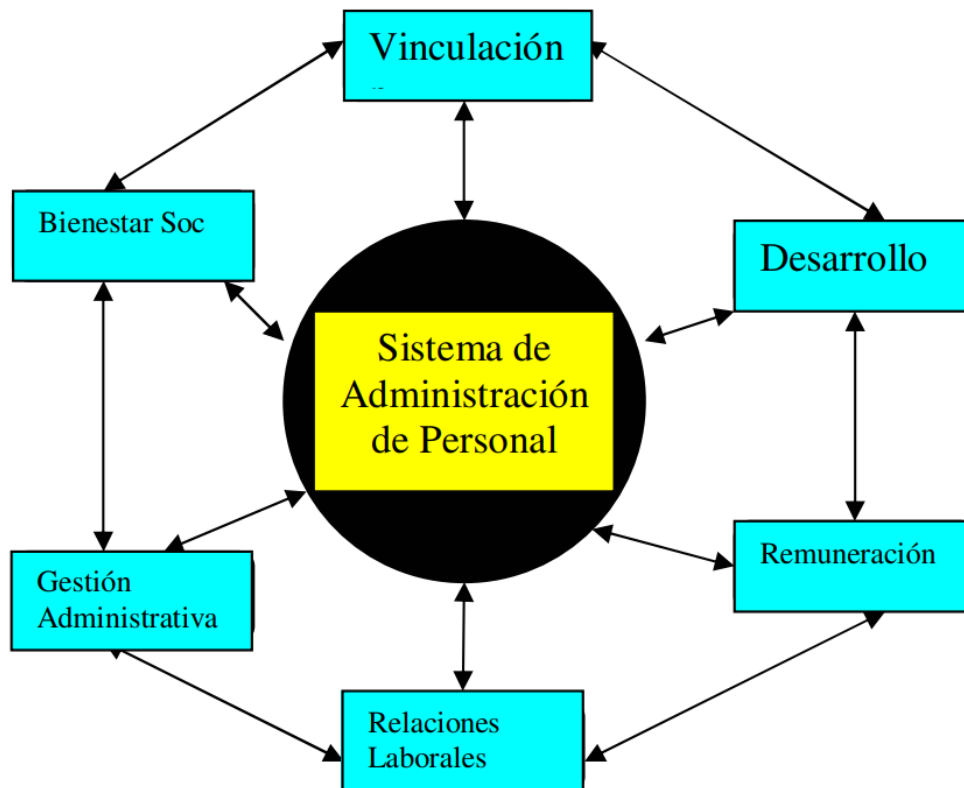 Vinculación
Bienestar Soc
Desarrollo
Sistema de
Administración
de Personal
Gestión
Administrativa
Remuneración
Relaciones
Laborales